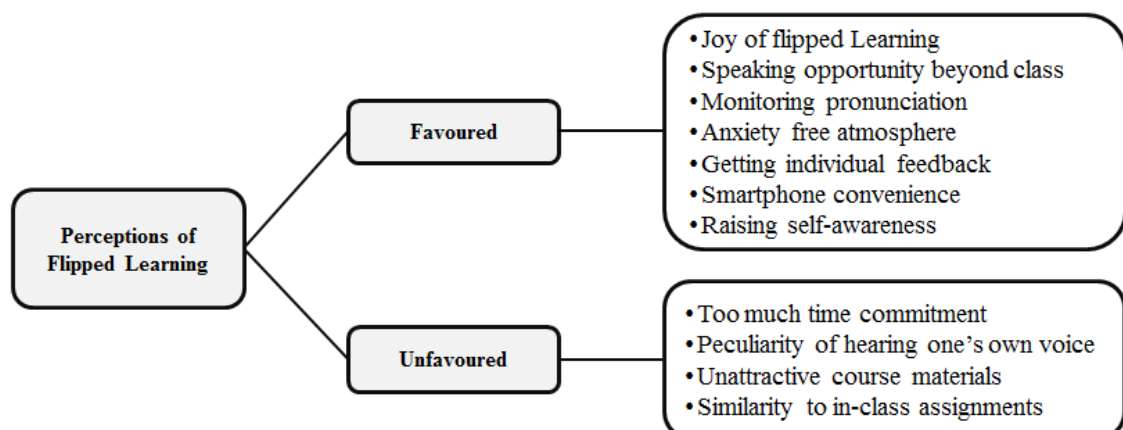 Perceptions of
Flipped Learning
Favoured
•Joy of flipped Learning
•Speaking opportunity beyond class
•Monitoring pronunciation
•Anxiety free atmosphere
•Getting individual feedback
•Smartphone convenience
•Raising self-awareness
Unfavoured
•Too much time commitment
•Peculiarity of hearing one’s own voice
•Unattractive course materials
•Similarity to in-class assignments